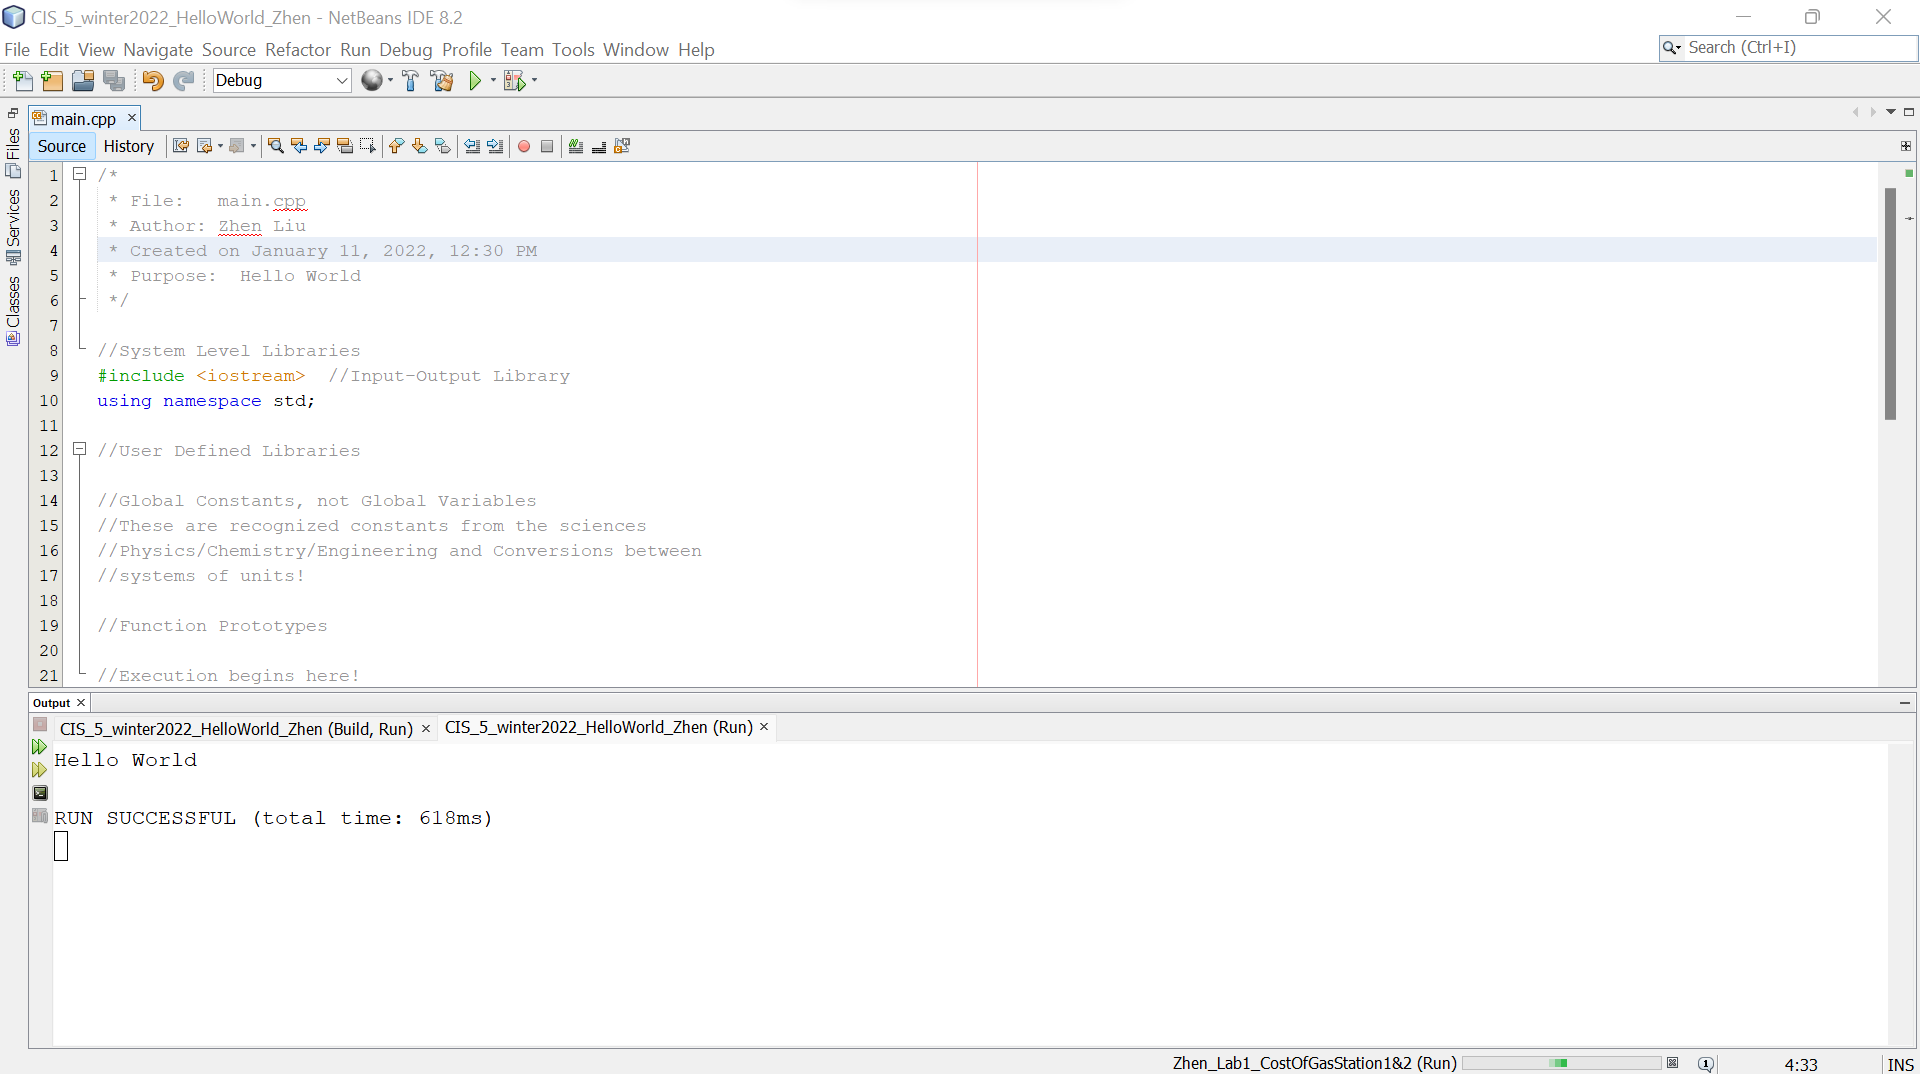 CIS_5_winter2022_HelloWorld_Zhen - NetBeans IDE 8.2
File Edit View Navigate Source Refactor Run Debug Profile Team Tools Window Help
Search (Ctrl+I)
Debug
Files
Services
Classes
main.cpp
Source History
1 /*
2 * File:   main.cpp
3 * Author: Zhen Liu
4 * Created on January 11, 2022, 12:30 PM
5 * Purpose:  Hello World
6 */
7
8 //System Level Libraries
9 #include <iostream>  //Input-Output Library
10 using namespace std;
11
12 //User Defined Libraries
13
14 //Global Constants, not Global Variables
15 //These are recognized constants from the sciences
16 //Physics/Chemistry/Engineering and Conversions between
17 //systems of units!
18
19 //Function Prototypes
20
21 //Execution begins here!
Output
CIS_5_winter2022_HelloWorld_Zhen (Build, Run) CIS_5_winter2022_HelloWorld_Zhen (Run)
Hello World
RUN SUCCESSFUL (total time: 618ms)
Zhen_Lab1_CostOfGasStation1&2 (Run) 1 4:33 INS